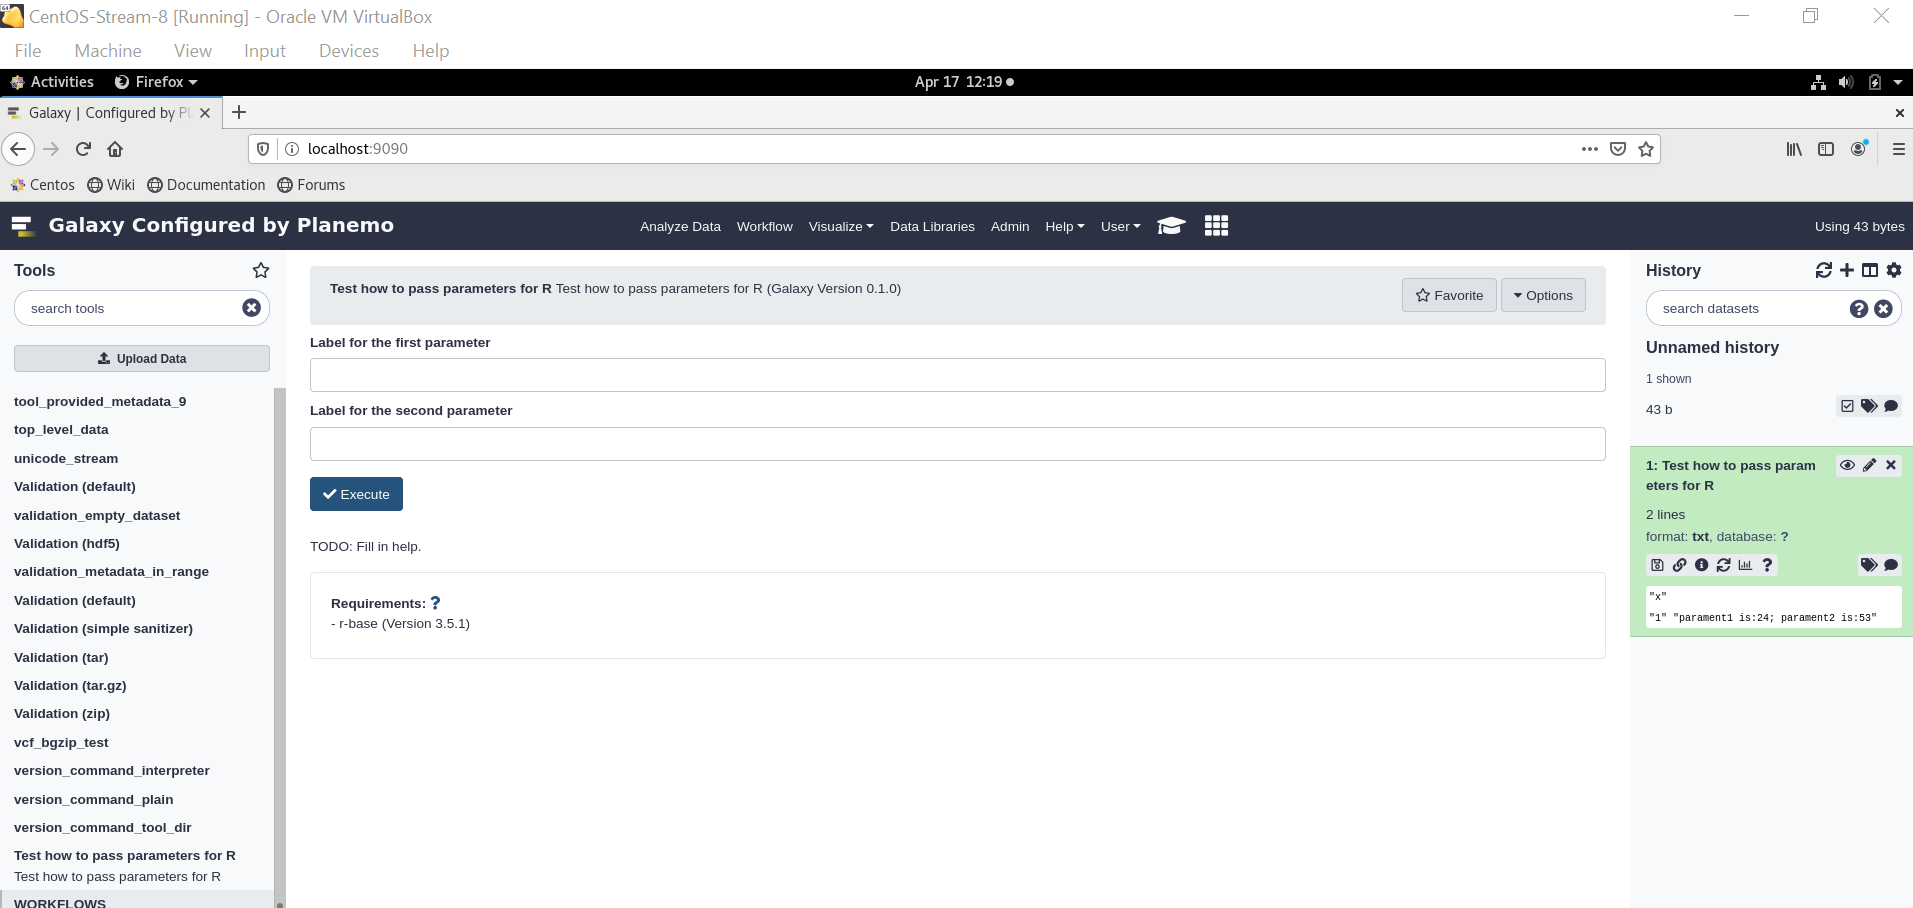 CentOS-Stream-8 [Running] - Oracle VM VirtualBox
File Machine View Input Devices Help
Activities Firefox Apr 17 12:19
Galaxy | Configured by Pl
localhost:9090
Centos Wiki Documentation Forums
Galaxy Configured by Planemo
Analyze Data Workflow Visualize Data Libraries Admin Help User
Using 43 bytes
Tools
search tools
Upload Data
tool_provided_metadata_9
top_level_data
unicode_stream
Validation (default)
validation_empty_dataset
Validation (hdf5)
validation_metadata_in_range
Validation (default)
Validation (simple sanitizer)
Validation (tar)
Validation (tar.gz)
Validation (zip)
vcf_bgzip_test
version_command_interpreter
version_command_plain
version_command_tool_dir
Test how to pass parameters for R
Test how to pass parameters for R
WORKFLOWS
Test how to pass parameters for R Test how to pass parameters for R (Galaxy Version 0.1.0)
Favorite Options
Label for the first parameter
Label for the second parameter
Execute
TODO: Fill in help.
Requirements: ?
- r-base (Version 3.5.1)
History
search datasets
Unnamed history
1 shown
43 b
1: Test how to pass param
eters for R
2 lines
format: txt, database: ?
"x"
"1" "parament1 is:24; parament2 is:53"